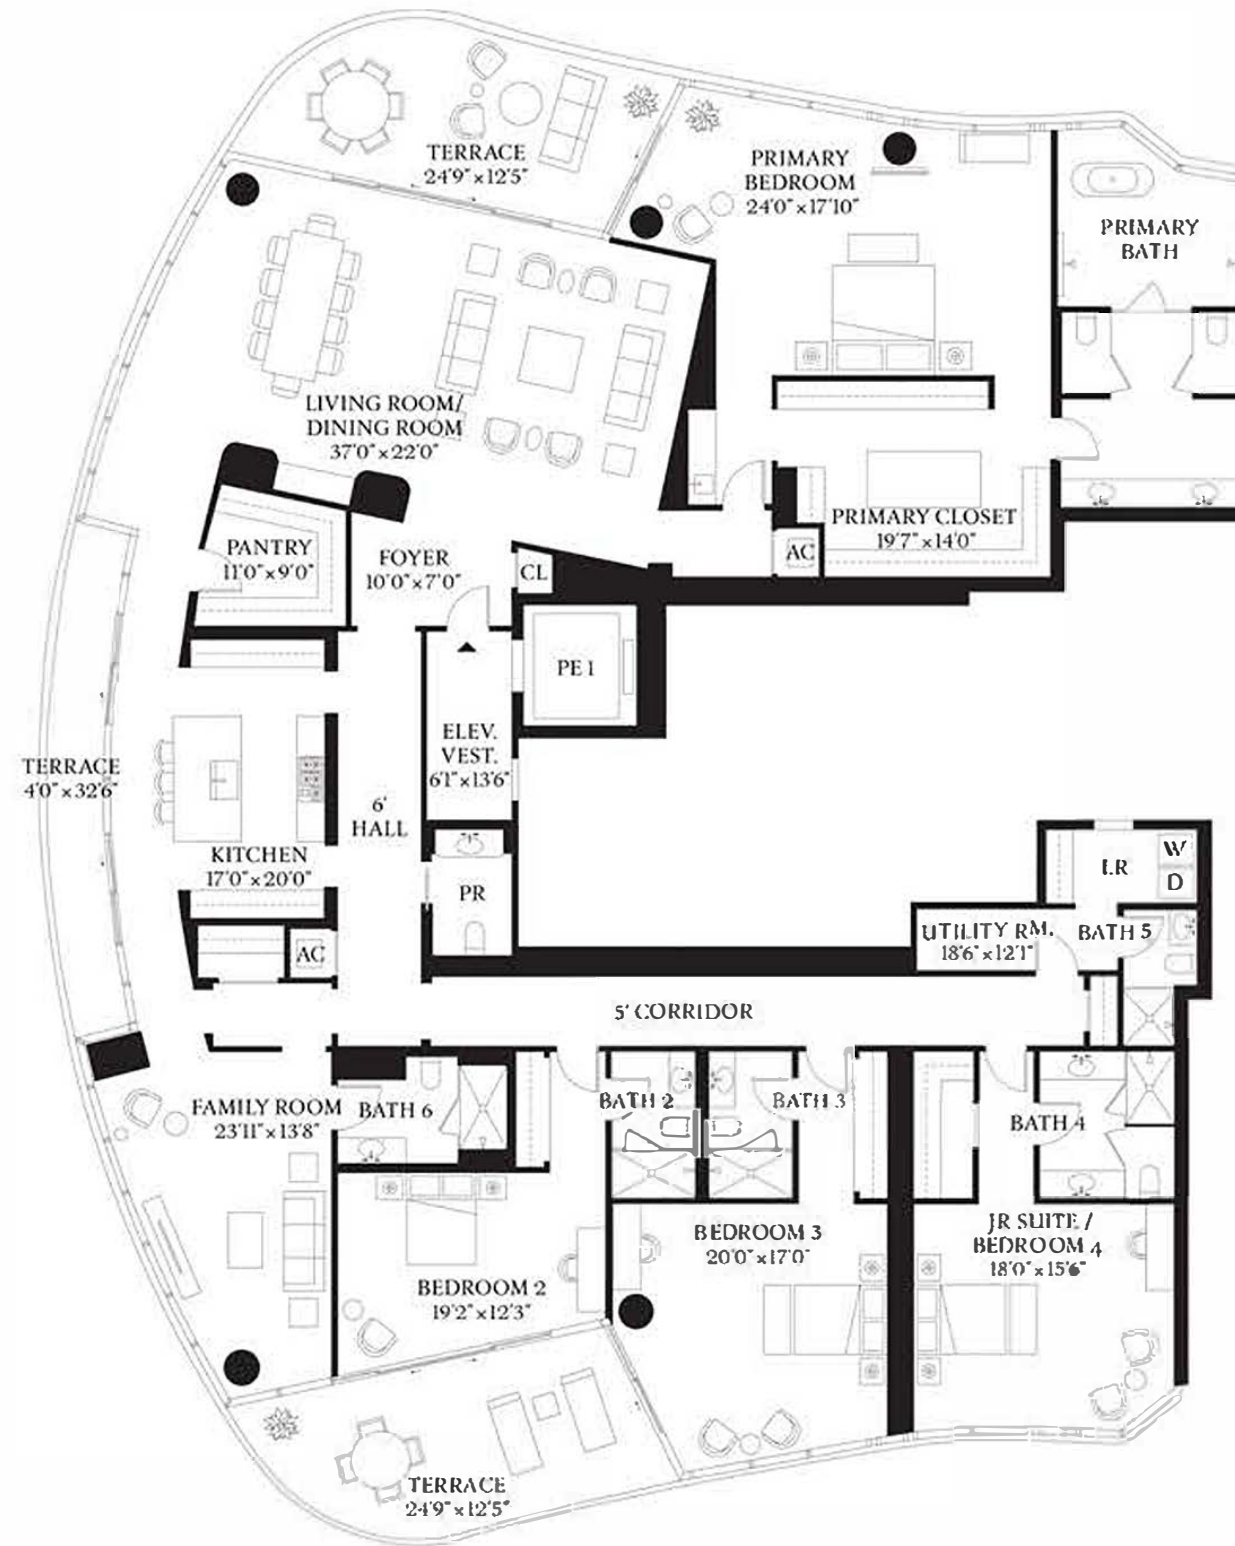 TERRACE
24'9" × 12'5"
PRIMARY
BEDROOM
24'0" × 17'10"
PRIMARY
BATH
LIVING ROOM/
DINING ROOM
37'0" × 22'0"
PRIMARY CLOSET
19'7" × 14'0"
AC
PANTRY
11'0" × 9'0"
FOYER
10'0" × 7'0"
CL
PE 1
ELEV.
VEST.
6'1" × 13'6"
TERRACE
4'0" × 32'6"
6'
HALL
KITCHEN
17'0" × 20'0"
PR
LR
W
D
UTILITY RM.
18'6" × 12'1"
BATH 5
AC
5' CORRIDOR
FAMILY ROOM
23'11" × 13'8"
BATH 6
BATH 2
BATH 3
BATH 4
BEDROOM 2
19'2" × 12'3"
BEDROOM 3
20'0" × 17'0"
JR SUITE /
BEDROOM 4
18'0" × 15'6"
TERRACE
24'9" × 12'5"